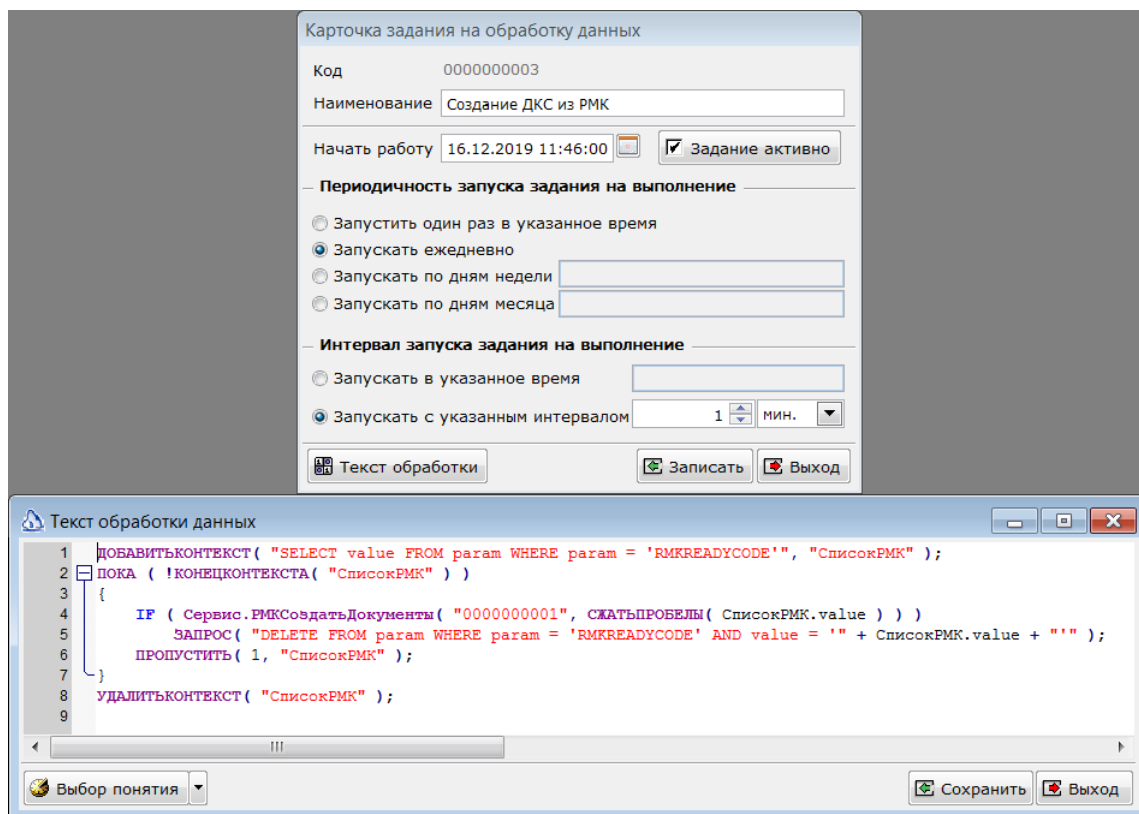 Карточка задания на обработку данных
Код 0000000003
Наименование Создание ДКС из РМК
Начать работу 16.12.2019 11:46:00 Задание активно
Периодичность запуска задания на выполнение
Запустить один раз в указанное время
Запускать ежедневно
Запускать по дням недели
Запускать по дням месяца
Интервал запуска задания на выполнение
Запускать в указанное время
Запускать с указанным интервалом 1 мин.
Текст обработки Записать Выход
Текст обработки данных
1 ДОБАВИТЬКОНТЕКСТ( "SELECT value FROM param WHERE param = 'RMKREADYCODE'", "СписокРМК" );
2 ПОКА ( !КОНЕЦКОНТЕКСТА( "СписокРМК" ) )
3 {
4 IF ( Сервис.РМКСоздатьДокументы( "0000000001", СЖАТЬПРОБЕЛЫ( СписокРМК.value ) ) )
5 ЗАПРОС( "DELETE FROM param WHERE param = 'RMKREADYCODE' AND value = '" + СписокРМК.value + "'" );
6 ПРОПУСТИТЬ( 1, "СписокРМК" );
7 }
8 УДАЛИТЬКОНТЕКСТ( "СписокРМК" );
9
Выбор понятия Сохранить Выход